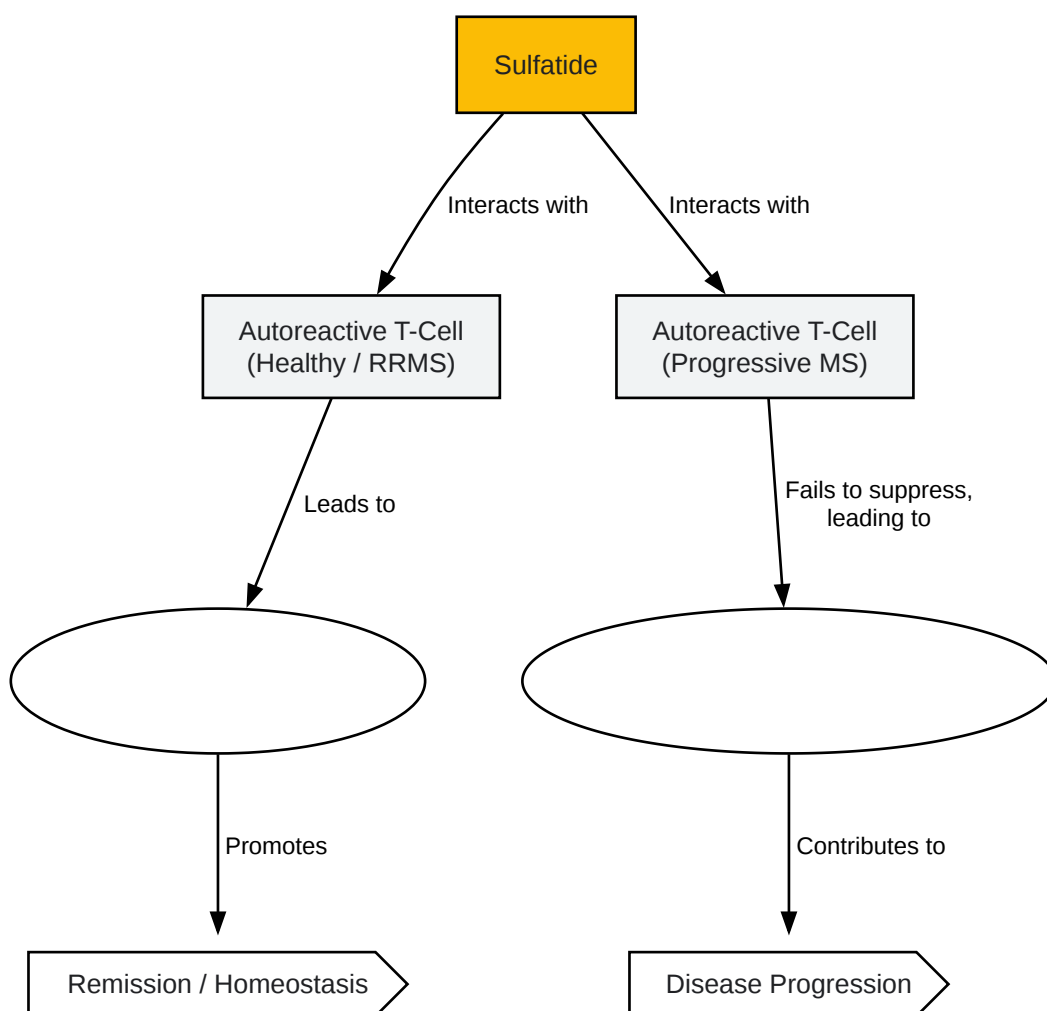 Sulfatide
Interacts with
Interacts with
Autoreactive T-Cell
(Healthy / RRMS)
Autoreactive T-Cell
(Progressive MS)
Leads to
Fails to suppress,
leading to
Promotes
Contributes to
Remission / Homeostasis
Disease Progression